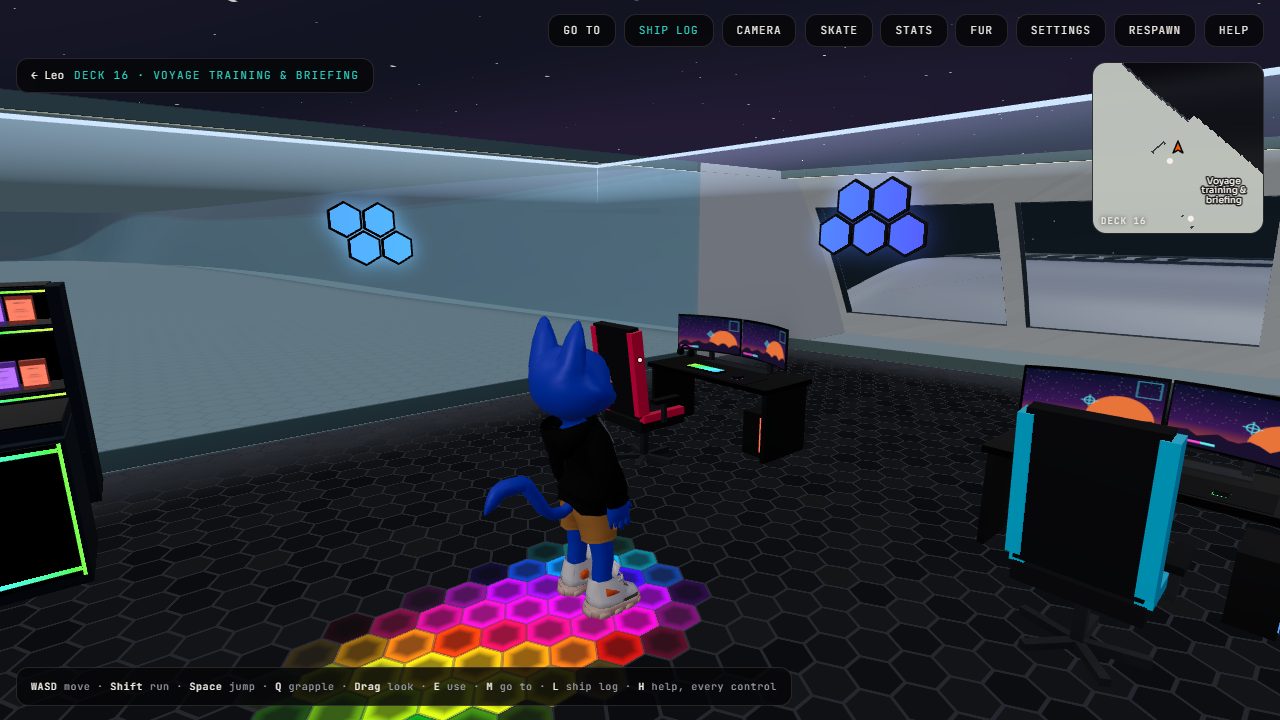 GO TO
SHIP LOG
CAMERA
SKATE
STATS
FUR
SETTINGS
RESPAWN
HELP
← Leo DECK 16 · VOYAGE TRAINING & BRIEFING
Voyage
training &
briefing
DECK 16
WASD move · Shift run · Space jump · Q grapple · Drag look · E use · M go to · L ship log · H help, every control